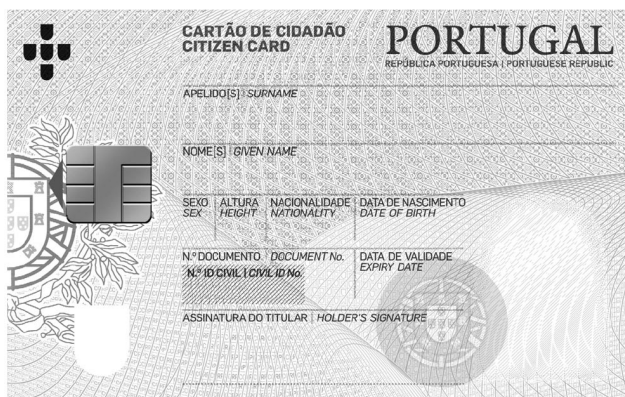 CARTÃO DE CIDADÃO
CITIZEN CARD
PORTUGAL
REPÚBLICA PORTUGUESA | PORTUGUESE REPUBLIC
APELIDO[S] SURNAME
NOME[S] GIVEN NAME
SEXO ALTURA NACIONALIDADE DATA DE NASCIMENTO
SEX HEIGHT NATIONALITY DATE OF BIRTH
N.º DOCUMENTO DOCUMENT No. DATA DE VALIDADE
N.º ID CIVIL | CIVIL ID No. EXPIRY DATE
ASSINATURA DO TITULAR | HOLDER'S SIGNATURE